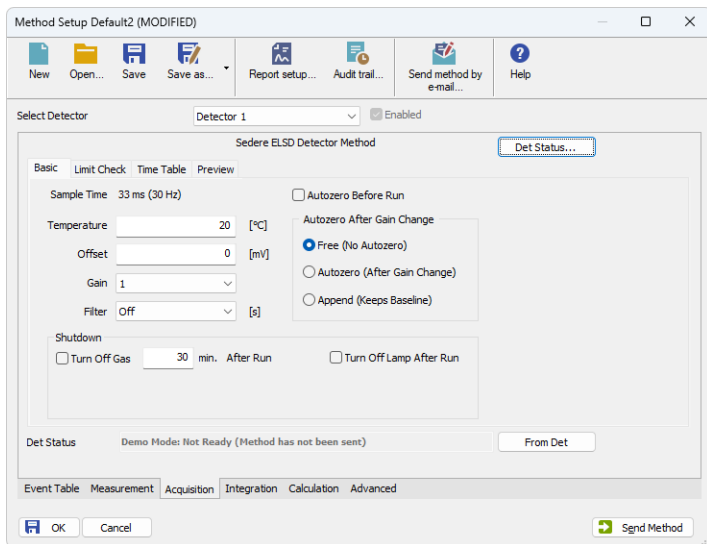 Method Setup Default2 (MODIFIED)
New Open... Save Save as... Report setup... Audit trail... Send method by e-mail... Help
Select Detector Detector 1 Enabled
Sedere ELSD Detector Method Det Status...
Basic Limit Check Time Table Preview
Sample Time 33 ms (30 Hz) Autozero Before Run
Temperature 20 [°C] Autozero After Gain Change
Offset 0 [mV] Free (No Autozero)
Gain 1 Autozero (After Gain Change)
Filter Off [s] Append (Keeps Baseline)
Shutdown
Turn Off Gas 30 min. After Run Turn Off Lamp After Run
Det Status Demo Mode: Not Ready (Method has not been sent) From Det
Event Table Measurement Acquisition Integration Calculation Advanced
OK Cancel Send Method